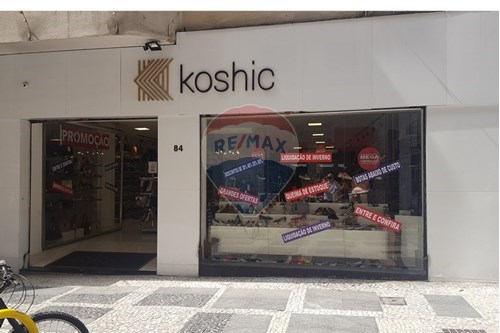 koshic
PROMOÇÃO
84
RE/MAX
LIQUIDAÇÃO DE INVERNO
MEGA
GRANDES OFERTAS
QUEIMA DE ESTOQUE
BOTAS ABAIXO DE CUSTO
ENTRE E CONFIRA
LIQUIDAÇÃO DE INVERNO